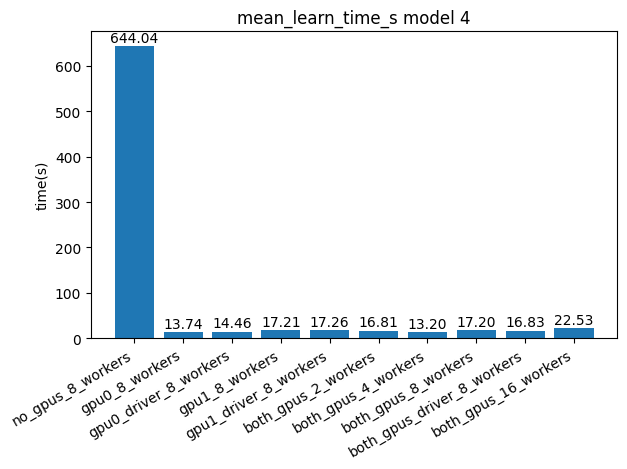 mean_learn_time_s model 4
time(s)
600
500
400
300
200
100
0
644.04
13.74
14.46
17.21
17.26
16.81
13.20
17.20
16.83
22.53
no_gpus_8_workers
gpu0_8_workers
gpu0_driver_8_workers
gpu1_8_workers
gpu1_driver_8_workers
both_gpus_2_workers
both_gpus_4_workers
both_gpus_8_workers
both_gpus_driver_8_workers
both_gpus_16_workers